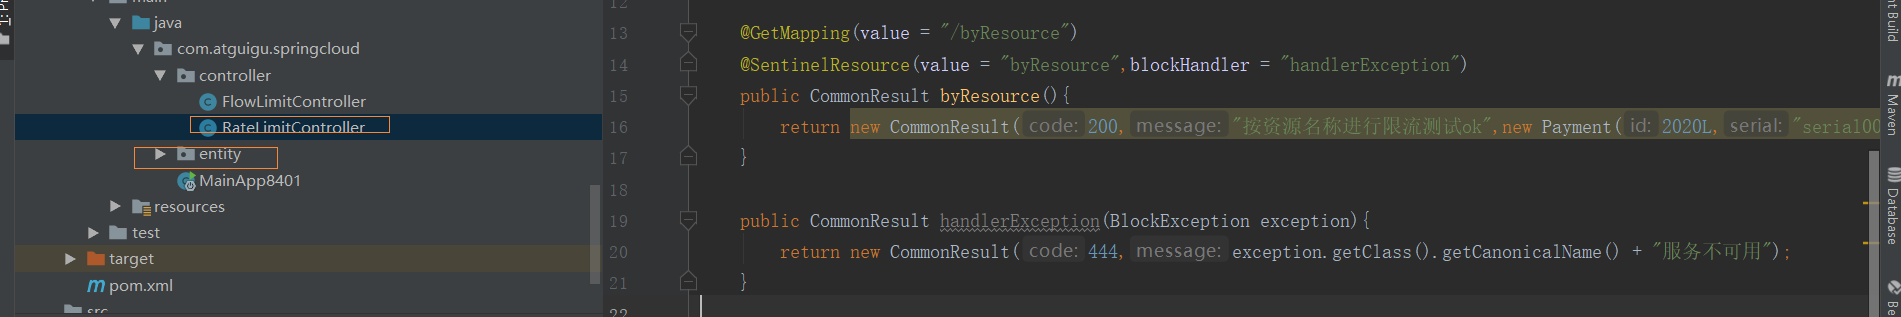 main
java
com.atguigu.springcloud
controller
FlowLimitController
RateLimitController
entity
MainApp8401
resources
test
target
pom.xml
src
12
13 @GetMapping(value = "/byResource")
14 @SentinelResource(value = "byResource",blockHandler = "handlerException")
15 public CommonResult byResource(){
16 return new CommonResult( code: 200, message: "按资源名称进行限流测试ok",new Payment( id: 2020L, serial: "serial00
17 }
18
19 public CommonResult handlerException(BlockException exception){
20 return new CommonResult( code: 444, message: exception.getClass().getCanonicalName() + "服务不可用");
21 }
22
Build
Maven
Database